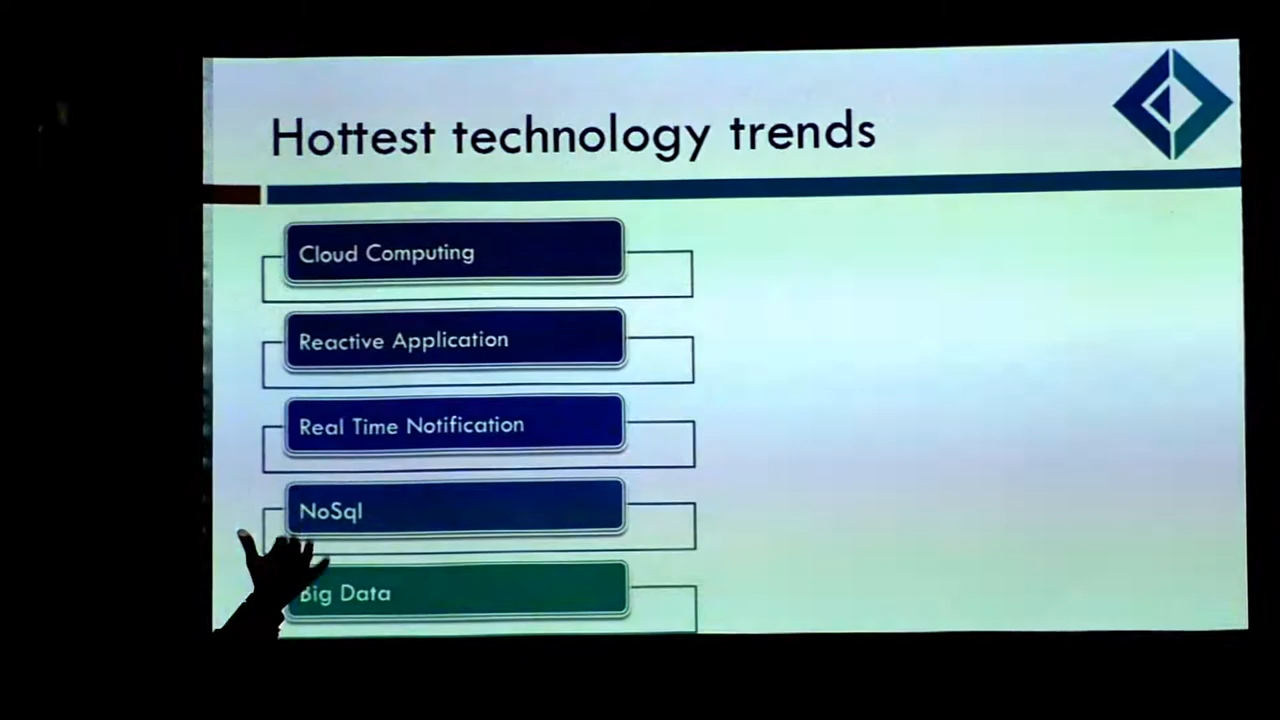 Hottest technology trends
Cloud Computing
Reactive Application
Real Time Notification
NoSql
Big Data